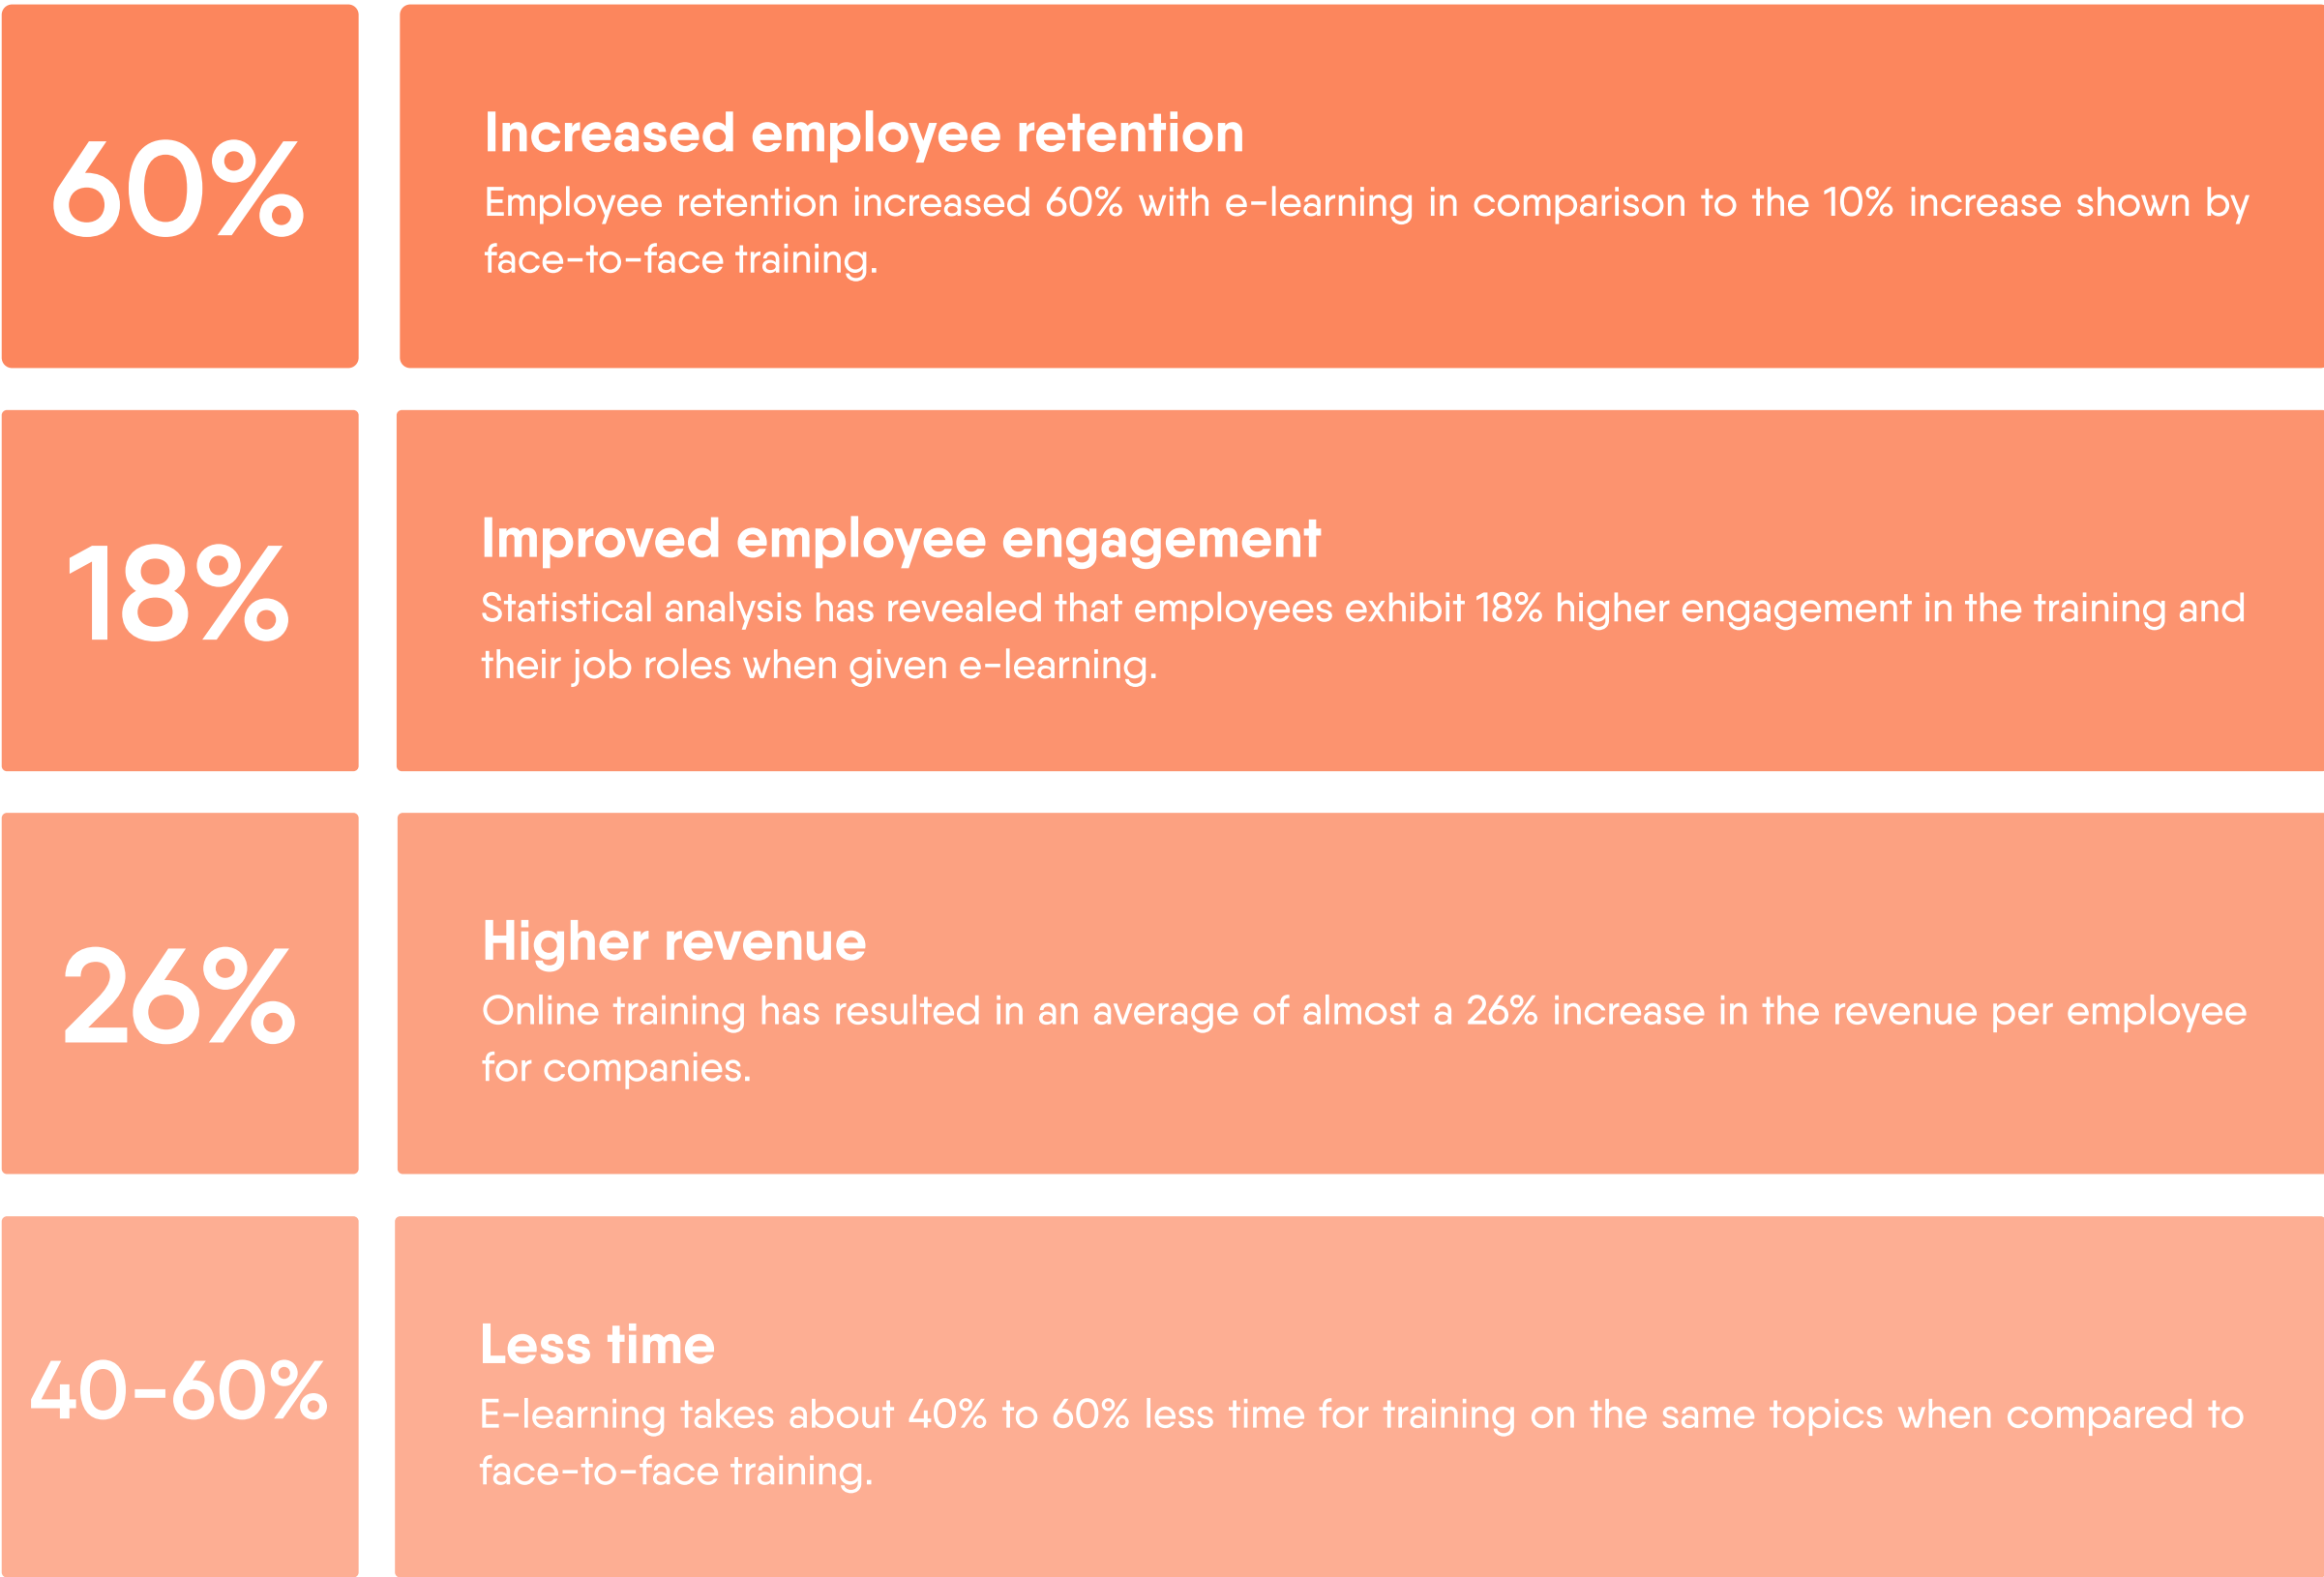 60%
Increased employee retention
Employee retention increased 60% with e-learning in comparison to the 10% increase shown by
face-to-face training.
18%
Improved employee engagement
Statistical analysis has revealed that employees exhibit 18% higher engagement in the training and
their job roles when given e-learning.
26%
Higher revenue
Online training has resulted in an average of almost a 26% increase in the revenue per employee
for companies.
40-60%
Less time
E-learning takes about 40% to 60% less time for training on the same topics when compared to
face-to-face training.